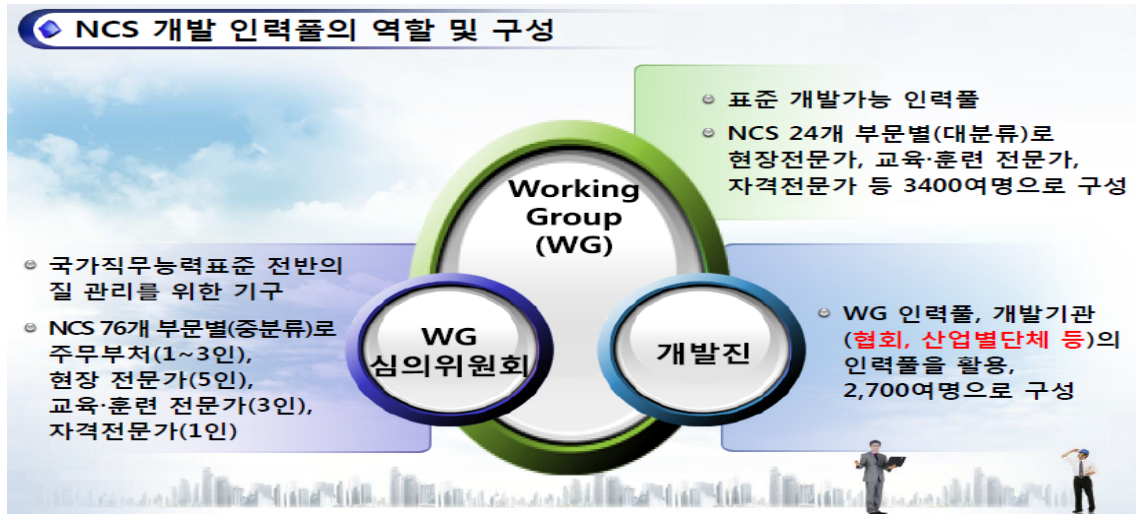 NCS 개발 인력풀의 역할 및 구성
표준 개발가능 인력풀
NCS 24개 부문별(대분류)로
현장전문가, 교육·훈련 전문가,
자격전문가 등 3400여명으로 구성
Working
Group
(WG)
국가직무능력표준 전반의
질 관리를 위한 기구
NCS 76개 부문별(중분류)로
주무부처(1~3인),
현장 전문가(5인),
교육·훈련 전문가(3인),
자격전문가(1인)
WG
심의위원회
개발진
WG 인력풀, 개발기관
(협회, 산업별단체 등)의
인력풀을 활용,
2,700여명으로 구성